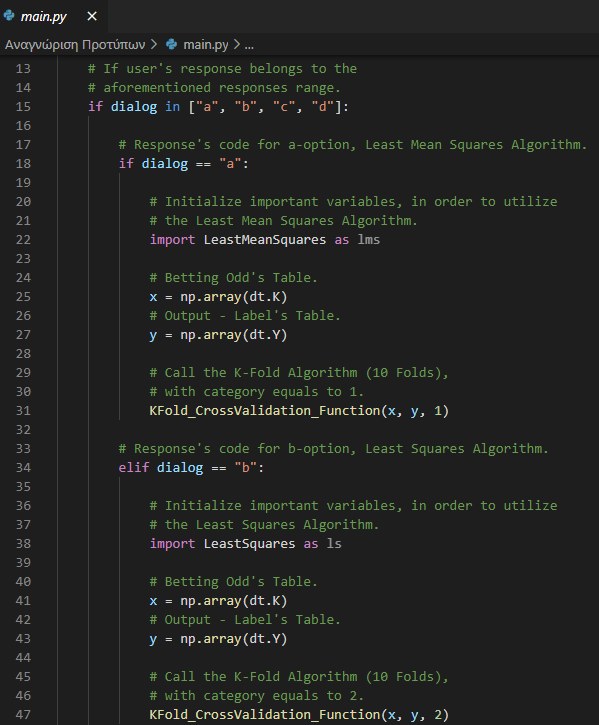 main.py ×
Αναγνώριση Προτύπων > main.py > ...
13 # If user's response belongs to the
14 # aforementioned responses range.
15 if dialog in ["a", "b", "c", "d"]:
16
17 # Response's code for a-option, Least Mean Squares Algorithm.
18 if dialog == "a":
19
20 # Initialize important variables, in order to utilize
21 # the Least Mean Squares Algorithm.
22 import LeastMeanSquares as lms
23
24 # Betting Odd's Table.
25 x = np.array(dt.K)
26 # Output - Label's Table.
27 y = np.array(dt.Y)
28
29 # Call the K-Fold Algorithm (10 Folds),
30 # with category equals to 1.
31 KFold_CrossValidation_Function(x, y, 1)
32
33 # Response's code for b-option, Least Squares Algorithm.
34 elif dialog == "b":
35
36 # Initialize important variables, in order to utilize
37 # the Least Squares Algorithm.
38 import LeastSquares as ls
39
40 # Betting Odd's Table.
41 x = np.array(dt.K)
42 # Output - Label's Table.
43 y = np.array(dt.Y)
44
45 # Call the K-Fold Algorithm (10 Folds),
46 # with category equals to 2.
47 KFold_CrossValidation_Function(x, y, 2)